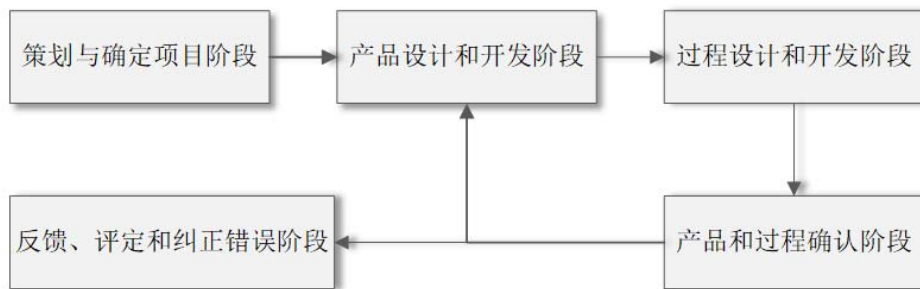 策划与确定项目阶段
产品设计和开发阶段
过程设计和开发阶段
反馈、评定和纠正错误阶段
产品和过程确认阶段